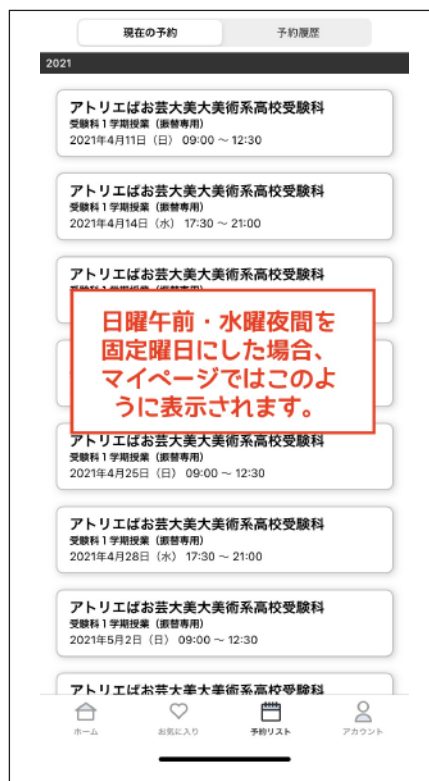 現在の予約
予約履歴
2021
アトリエぱお芸大美大美術系高校受験科
受験科1学期授業（振替専用）
2021年4月11日（日） 09:00 ～ 12:30
アトリエぱお芸大美大美術系高校受験科
受験科1学期授業（振替専用）
2021年4月14日（水） 17:30 ～ 21:00
アトリエぱお芸大美大美術系高校受験科
日曜午前・水曜夜間を
固定曜日にした場合、
マイページではこのよ
うに表示されます。
アトリエぱお芸大美大美術系高校受験科
受験科1学期授業（振替専用）
2021年4月25日（日） 09:00 ～ 12:30
アトリエぱお芸大美大美術系高校受験科
受験科1学期授業（振替専用）
2021年4月28日（水） 17:30 ～ 21:00
アトリエぱお芸大美大美術系高校受験科
受験科1学期授業（振替専用）
2021年5月2日（日） 09:00 ～ 12:30
アトリエぱお芸大美大美術系高校受験科
ホーム
お気に入り
予約リスト
アカウント